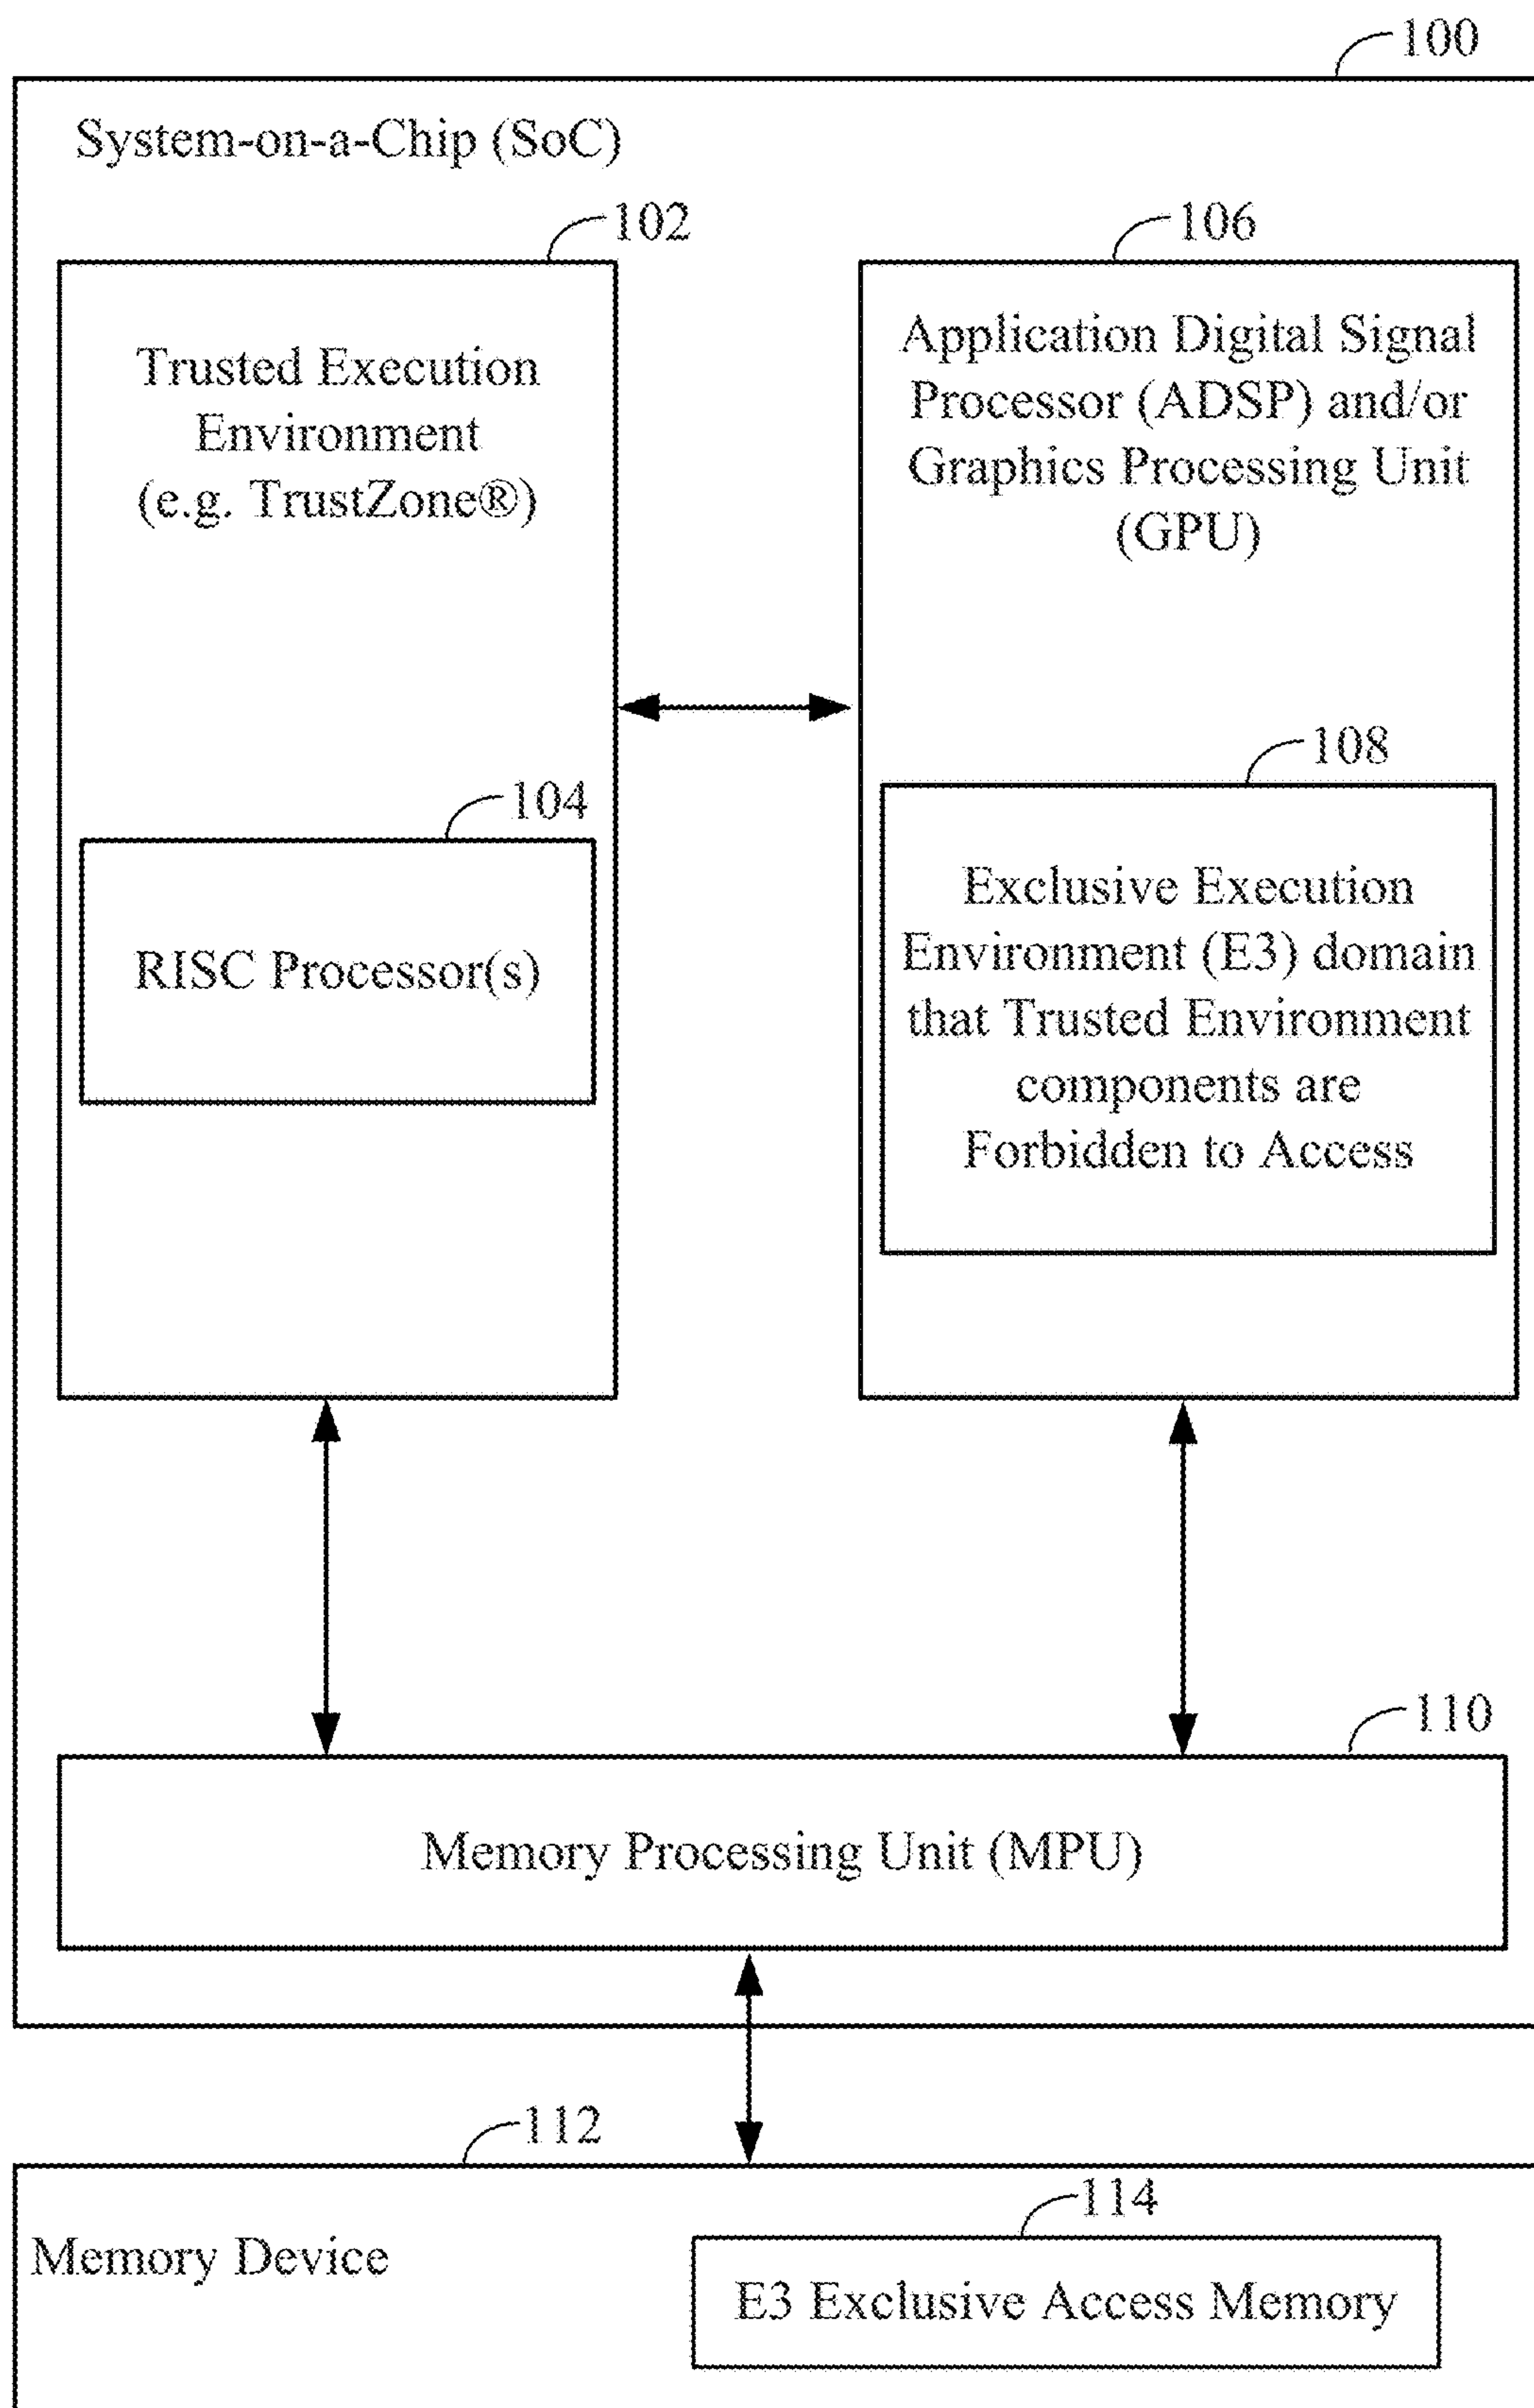 100
System-on-a-Chip (SoC)
102
106
Trusted Execution
Environment
(e.g. TrustZone®)
Application Digital Signal
Processor (ADSP) and/or
Graphics Processing Unit
(GPU)
104
RISC Processor(s)
108
Exclusive Execution
Environment (E3) domain
that Trusted Environment
components are
Forbidden to Access
110
Memory Processing Unit (MPU)
112
Memory Device
114
E3 Exclusive Access Memory